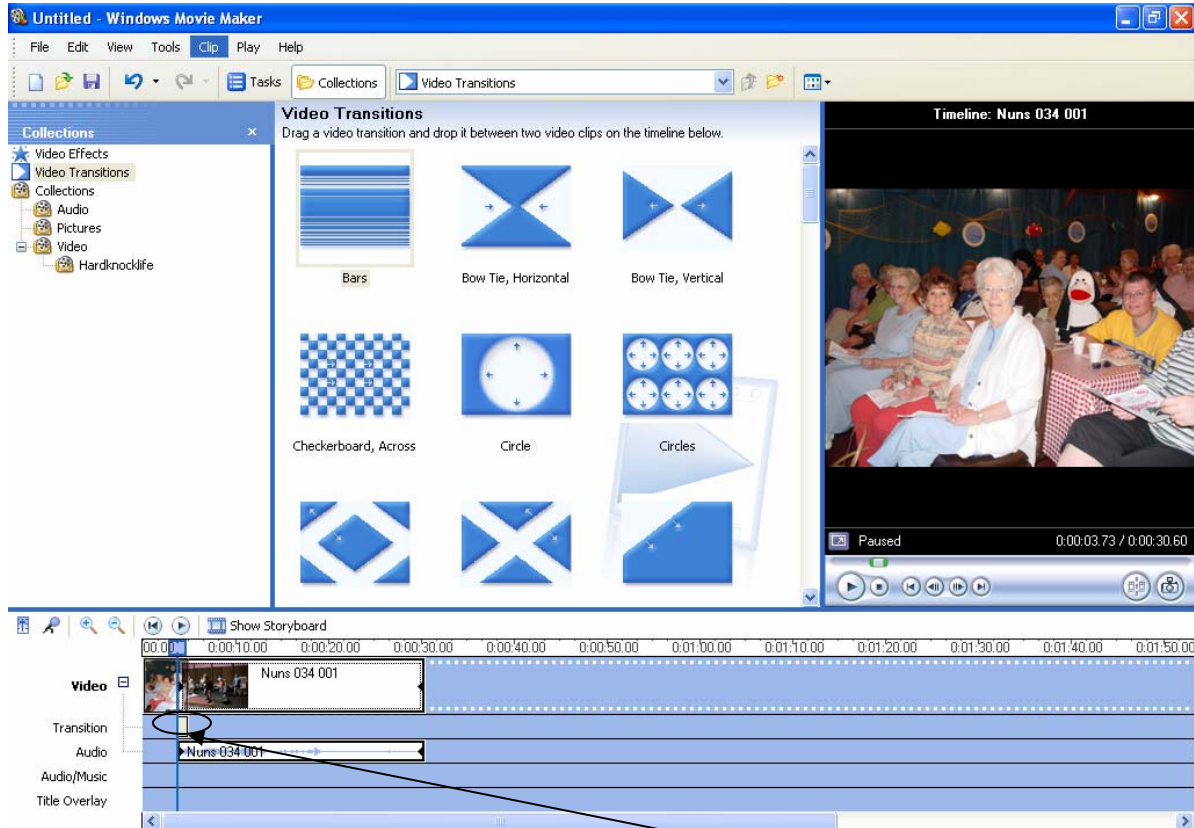 Untitled - Windows Movie Maker
File Edit View Tools Clip Play Help
Tasks Collections Video Transitions
Collections
Video Effects
Video Transitions
Collections
Audio
Pictures
Video
Hardknocklife
Video Transitions
Drag a video transition and drop it between two video clips on the timeline below.
Bars Bow Tie, Horizontal Bow Tie, Vertical
Checkerboard, Across Circle Circles
Timeline: Nuns 034 001
Paused 0:00:03.73 / 0:00:30.60
Show Storyboard
0:00:10.00 0:00:20.00 0:00:30.00 0:00:40.00 0:00:50.00 0:01:00.00 0:01:10.00 0:01:20.00 0:01:30.00 0:01:40.00 0:01:50.00
Video Nuns 034 001
Transition
Audio Nuns 034 001
Audio/Music
Title Overlay